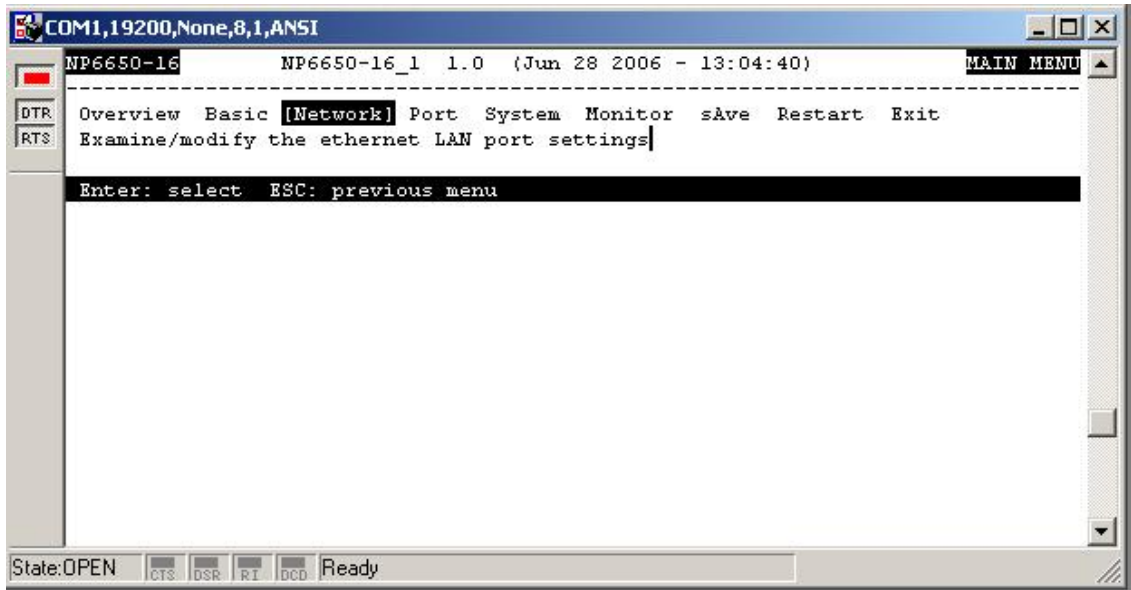 COM1,19200,None,8,1,ANSI
NP6650-16 NP6650-16_1 1.0 (Jun 28 2006 - 13:04:40) MAIN MENU
--------------------------------------------------------------------------------
DTR Overview Basic [Network] Port System Monitor sAve Restart Exit
RTS Examine/modify the ethernet LAN port settings
Enter: select ESC: previous menu
State:OPEN CTS DSR RI DCD Ready